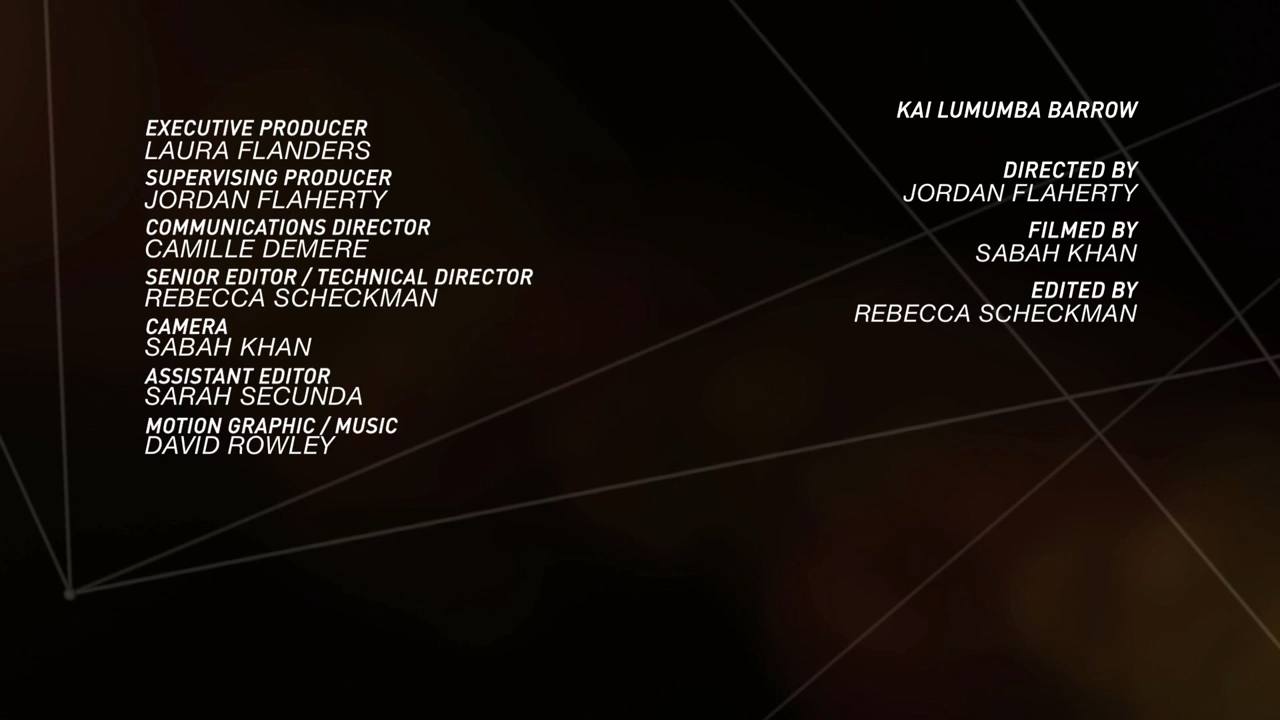 EXECUTIVE PRODUCER
LAURA FLANDERS
SUPERVISING PRODUCER
JORDAN FLAHERTY
COMMUNICATIONS DIRECTOR
CAMILLE DEMERE
SENIOR EDITOR / TECHNICAL DIRECTOR
REBECCA SCHECKMAN
CAMERA
SABAH KHAN
ASSISTANT EDITOR
SARAH SECUNDA
MOTION GRAPHIC / MUSIC
DAVID ROWLEY
KAI LUMUMBA BARROW
DIRECTED BY
JORDAN FLAHERTY
FILMED BY
SABAH KHAN
EDITED BY
REBECCA SCHECKMAN